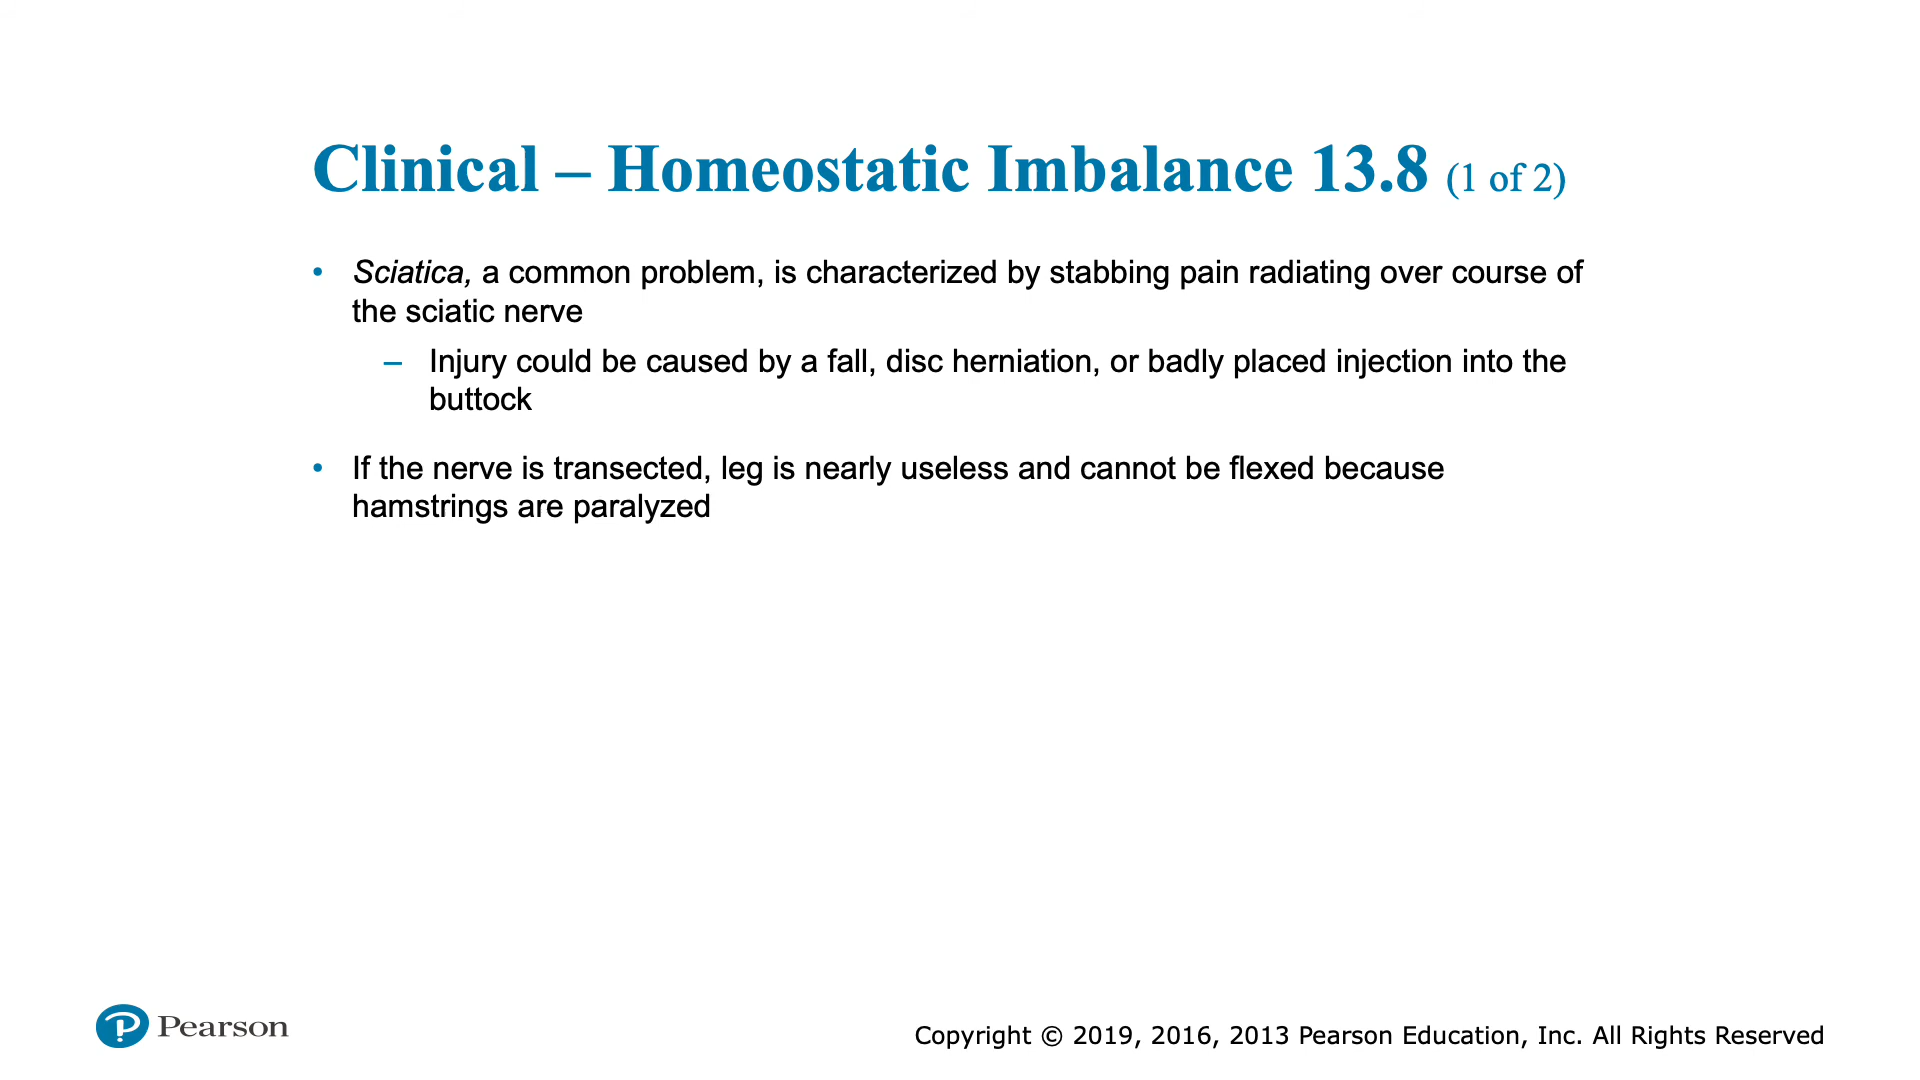 Clinical – Homeostatic Imbalance 13.8 (1 of 2)
• Sciatica, a common problem, is characterized by stabbing pain radiating over course of
the sciatic nerve
– Injury could be caused by a fall, disc herniation, or badly placed injection into the
buttock
• If the nerve is transected, leg is nearly useless and cannot be flexed because
hamstrings are paralyzed
Pearson
Copyright © 2019, 2016, 2013 Pearson Education, Inc. All Rights Reserved